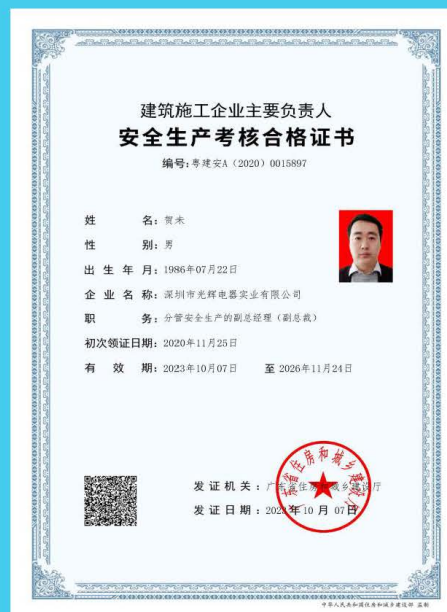 建筑施工企业主要负责人
安全生产考核合格证书
编号:粤建安A（2020）0015897
姓名：贺未
性别：男
出生年月：1986年07月22日
企业名称：深圳市光辉电器实业有限公司
职务：分管安全生产的副总经理（副总裁）
初次领证日期：2020年11月25日
有效期：2023年10月07日 至 2026年11月24日
发证机关：广东省住房和城乡建设厅
发证日期：2023年10月07日
中华人民共和国住房和城乡建设部 监制